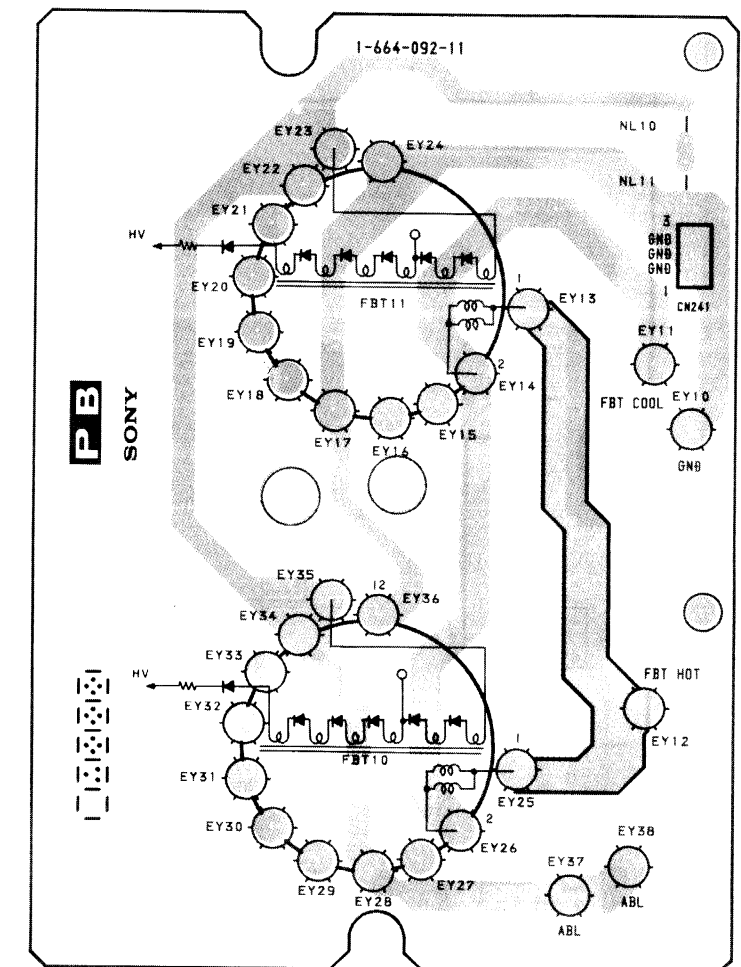 1-664-092-11
NL10
EY23
EY24
EY22
NL11
EY21
HV
3
GND
GND
GND
1
CN241
EY20
FBT11
1
EY13
EY19
EY11
2
EY14
EY18
FBT COOL
EY10
EY15
EY17
EY16
GND
PB
SONY
EY35
12
EY36
EY34
EY33
HV
FBT HOT
EY32
EY12
FBT10
1
EY31
EY25
EY30
2
EY26
EY38
EY29
EY27
EY37
EY28
ABL
ABL